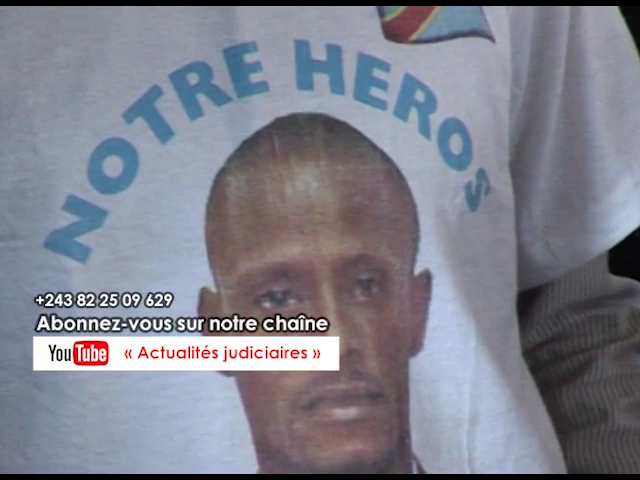 NOTRE HEROS
+243 82 25 09 629
Abonnez-vous sur notre chaîne
YouTube « Actualités judiciaires »